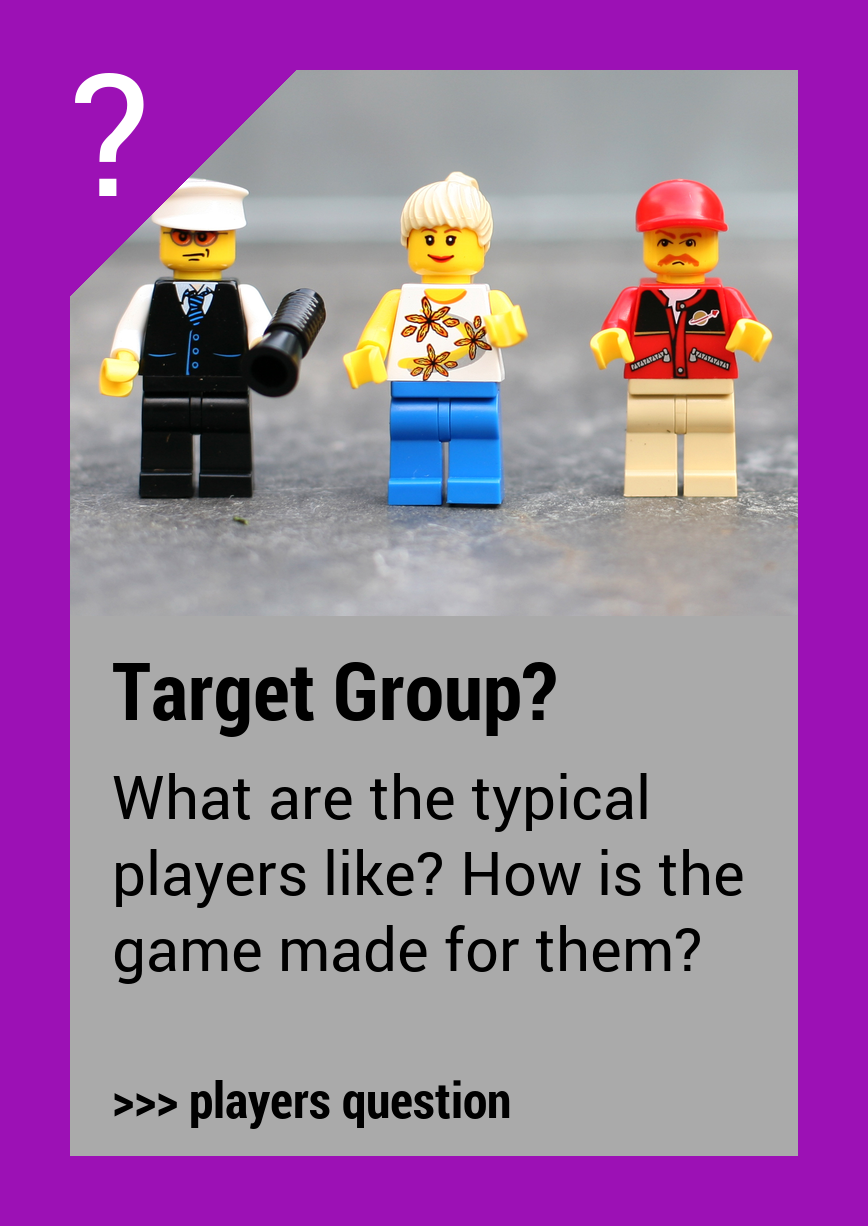 ?
Target Group?
What are the typical
players like? How is the
game made for them?
>>> players question